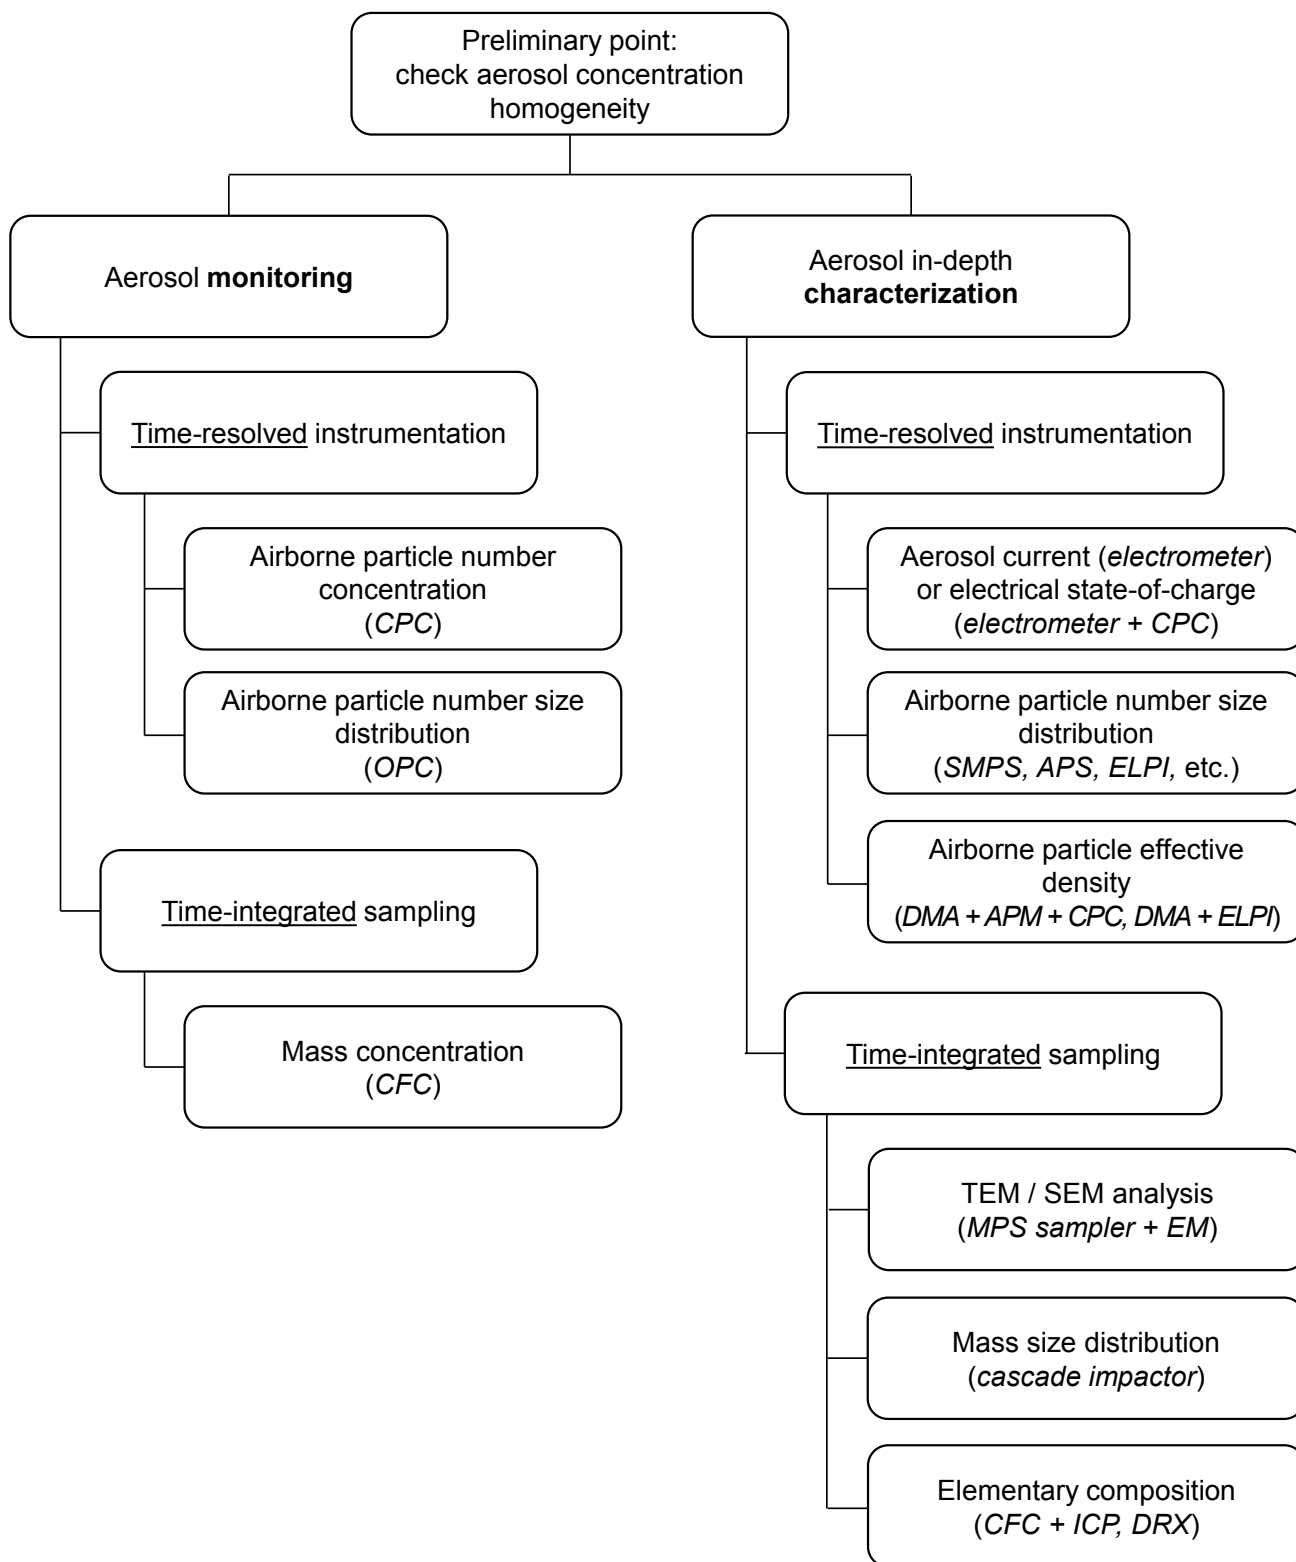 Preliminary point:
check aerosol concentration
homogeneity
Aerosol monitoring
Time-resolved instrumentation
Airborne particle number
concentration
(CPC)
Airborne particle number size
distribution
(OPC)
Time-integrated sampling
Mass concentration
(CFC)
Aerosol in-depth
characterization
Time-resolved instrumentation
Aerosol current (electrometer)
or electrical state-of-charge
(electrometer + CPC)
Airborne particle number size
distribution
(SMPS, APS, ELPI, etc.)
Airborne particle effective
density
(DMA + APM + CPC, DMA + ELPI)
Time-integrated sampling
TEM / SEM analysis
(MPS sampler + EM)
Mass size distribution
(cascade impactor)
Elementary composition
(CFC + ICP, DRX)